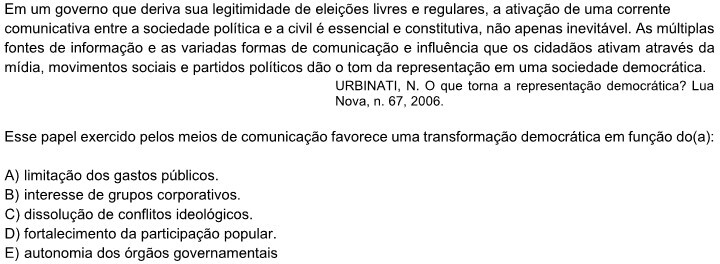 Em um governo que deriva sua legitimidade de eleições livres e regulares, a ativação de uma corrente
comunicativa entre a sociedade política e a civil é essencial e constitutiva, não apenas inevitável. As múltiplas
fontes de informação e as variadas formas de comunicação e influência que os cidadãos ativam através da
mídia, movimentos sociais e partidos políticos dão o tom da representação em uma sociedade democrática.
URBINATI, N. O que torna a representação democrática? Lua
Nova, n. 67, 2006.
Esse papel exercido pelos meios de comunicação favorece uma transformação democrática em função do(a):
A) limitação dos gastos públicos.
B) interesse de grupos corporativos.
C) dissolução de conflitos ideológicos.
D) fortalecimento da participação popular.
E) autonomia dos órgãos governamentais